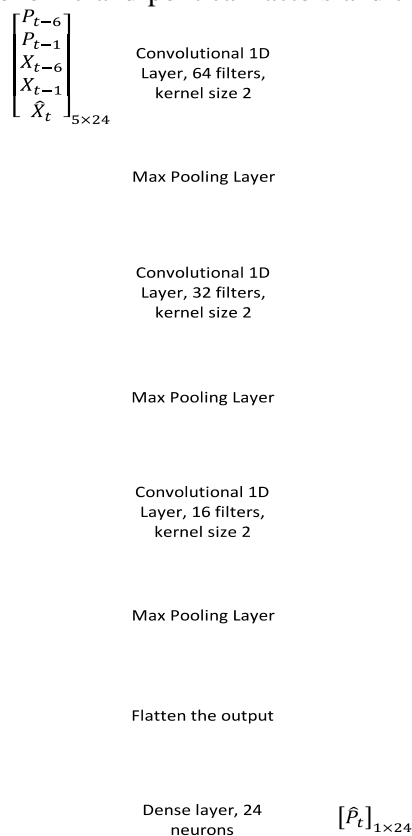 P_{t−6}
P_{t−1}
X_{t−6}
X_{t−1}
X̂_t
5×24
Convolutional 1D
Layer, 64 filters,
kernel size 2
Max Pooling Layer
Convolutional 1D
Layer, 32 filters,
kernel size 2
Max Pooling Layer
Convolutional 1D
Layer, 16 filters,
kernel size 2
Max Pooling Layer
Flatten the output
Dense layer, 24
neurons
[P̂_t]_{1×24}